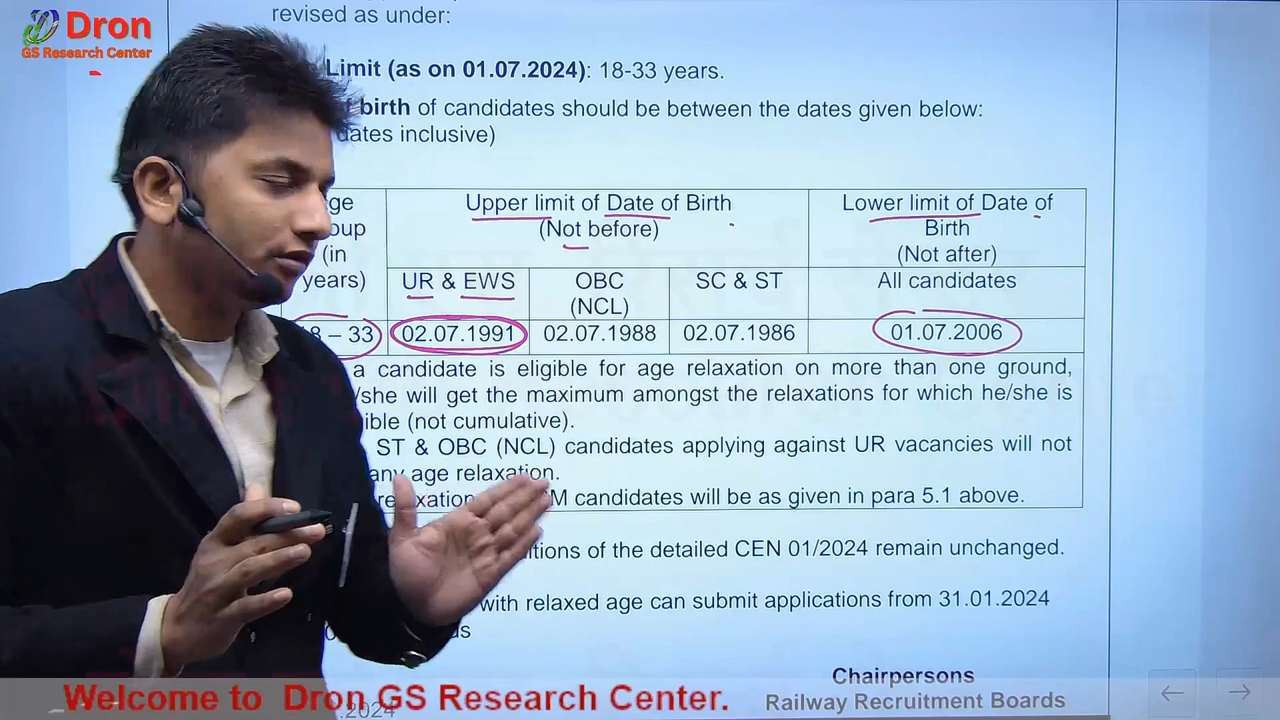 Dron
GS Research Center
revised as under:
Limit (as on 01.07.2024): 18-33 years.
birth of candidates should be between the dates given below:
dates inclusive)
Upper limit of Date of Birth
(Not before)
Lower limit of Date of
Birth
(Not after)
(in
years)
UR & EWS
OBC
(NCL)
SC & ST
All candidates
– 33
02.07.1991
02.07.1988
02.07.1986
01.07.2006
a candidate is eligible for age relaxation on more than one ground,
/she will get the maximum amongst the relaxations for which he/she is
ible (not cumulative).
ST & OBC (NCL) candidates applying against UR vacancies will not
any age relaxation.
candidates will be as given in para 5.1 above.
of the detailed CEN 01/2024 remain unchanged.
with relaxed age can submit applications from 31.01.2024
Chairpersons
Railway Recruitment Boards
.2024
Welcome to Dron GS Research Center.